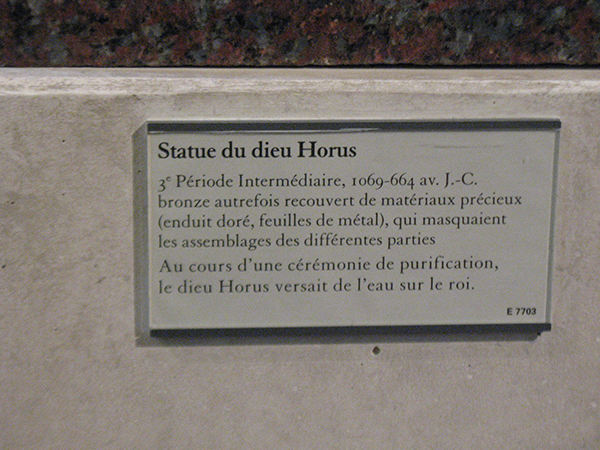 Statue du dieu Horus
3e Période Intermédiaire, 1069-664 av. J.-C.
bronze autrefois recouvert de matériaux précieux
(enduit doré, feuilles de métal), qui masquaient
les assemblages des différentes parties
Au cours d'une cérémonie de purification,
le dieu Horus versait de l'eau sur le roi.
E 7703